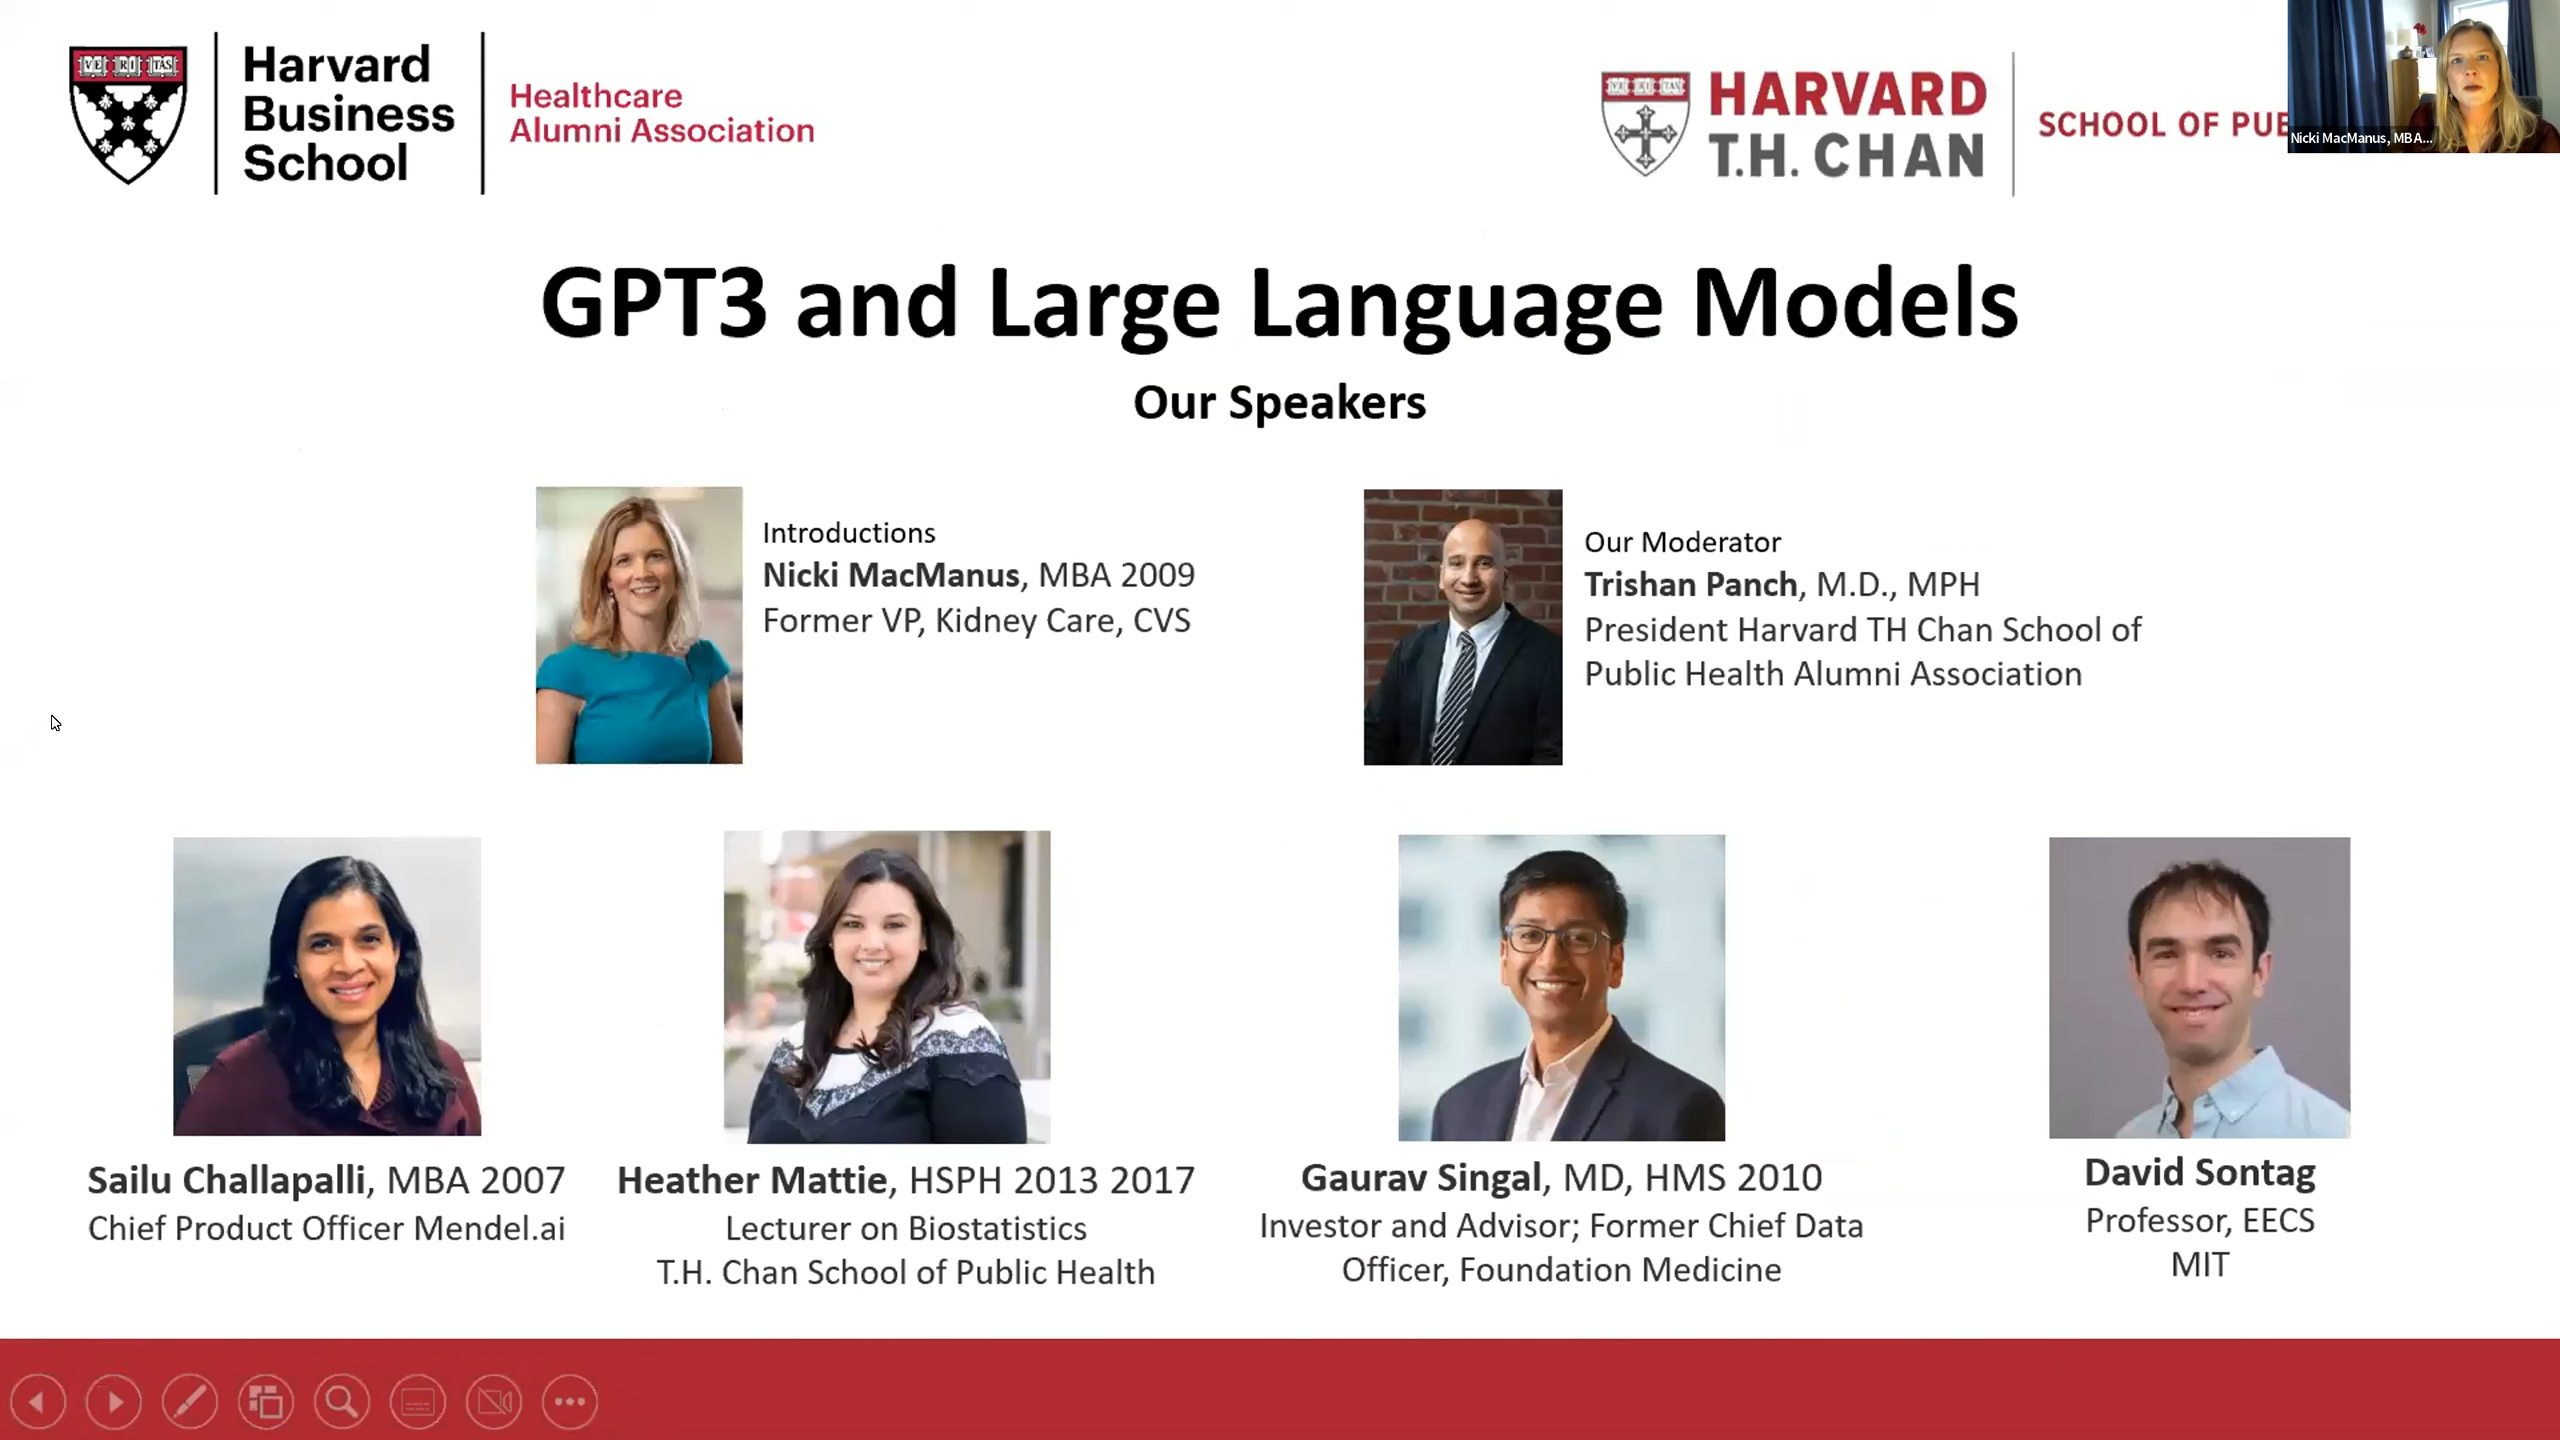 VE RI TAS
Harvard
Business
School
Healthcare
Alumni Association
HARVARD
T.H. CHAN
SCHOOL OF PUB
Nicki MacManus, MBA...
GPT3 and Large Language Models
Our Speakers
Introductions
Nicki MacManus, MBA 2009
Former VP, Kidney Care, CVS
Our Moderator
Trishan Panch, M.D., MPH
President Harvard TH Chan School of
Public Health Alumni Association
Sailu Challapalli, MBA 2007
Chief Product Officer Mendel.ai
Heather Mattie, HSPH 2013 2017
Lecturer on Biostatistics
T.H. Chan School of Public Health
Gaurav Singal, MD, HMS 2010
Investor and Advisor; Former Chief Data
Officer, Foundation Medicine
David Sontag
Professor, EECS
MIT